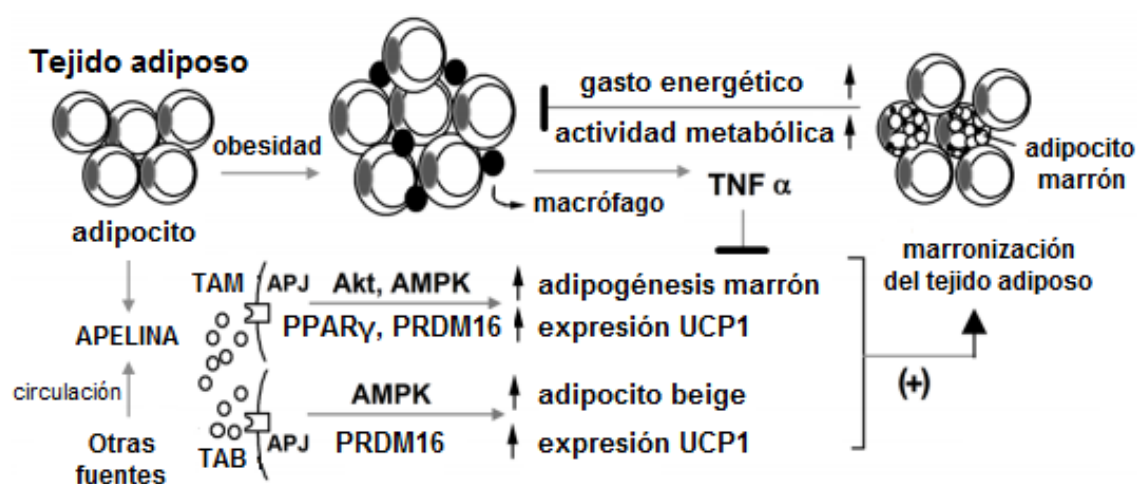 Tejido adiposo
adipocito
obesidad
macrófago
gasto energético
actividad metabólica
TNF α
adipocito
marrón
marronización
del tejido adiposo
APELINA
circulación
Otras
fuentes
TAM
APJ
Akt, AMPK
PPARγ, PRDM16
adipogénesis marrón
expresión UCP1
TAB
APJ
AMPK
PRDM16
adipocito beige
expresión UCP1
(+)